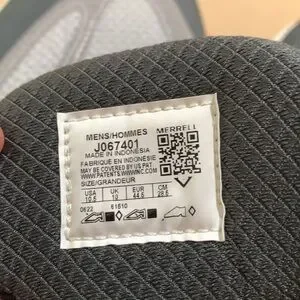 MENS/HOMMES
J067401
MADE IN INDONESIA
FABRIQUE EN INDONESIE
MAY BE COVERED BY US PAT
WWW.PATENTS.WWWINC.COM
SIZE/GRANDEUR
MERRELL
USA UK EUR CM
10.5 10 44.5 28.5
0622 61610